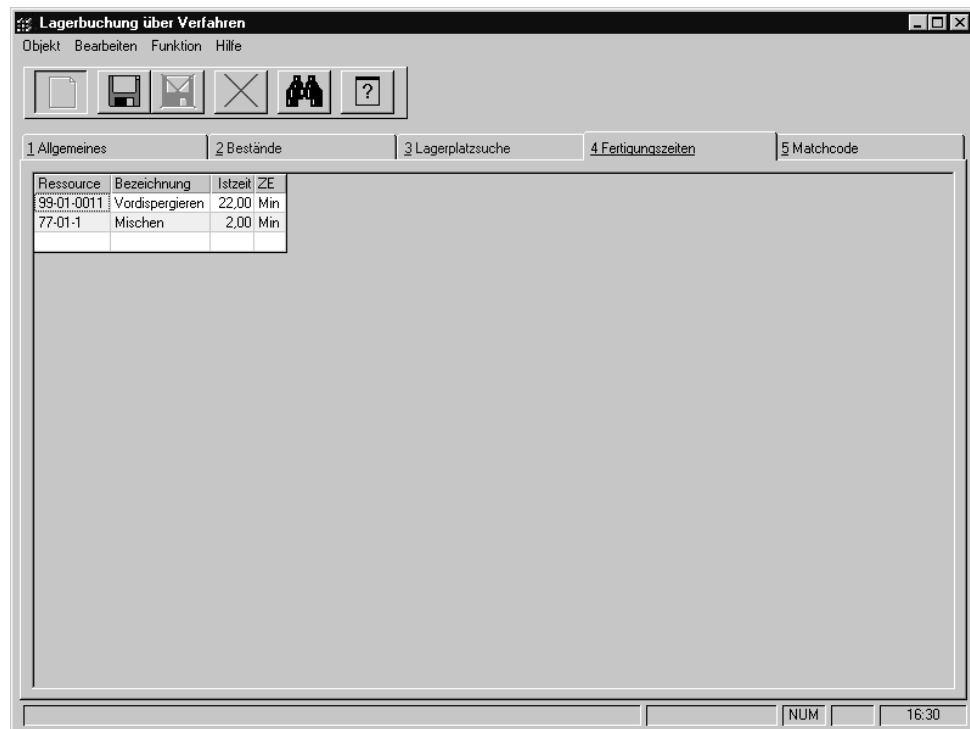 Lagerbuchung über Verfahren
Objekt Bearbeiten Funktion Hilfe
?
1 Allgemeines 2 Bestände 3 Lagerplatzsuche 4 Fertigungszeiten 5 Matchcode
Ressource Bezeichnung Istzeit ZE
99-01-0011 Vordispergieren 22,00 Min
77-01-1 Mischen 2,00 Min
NUM 16:30